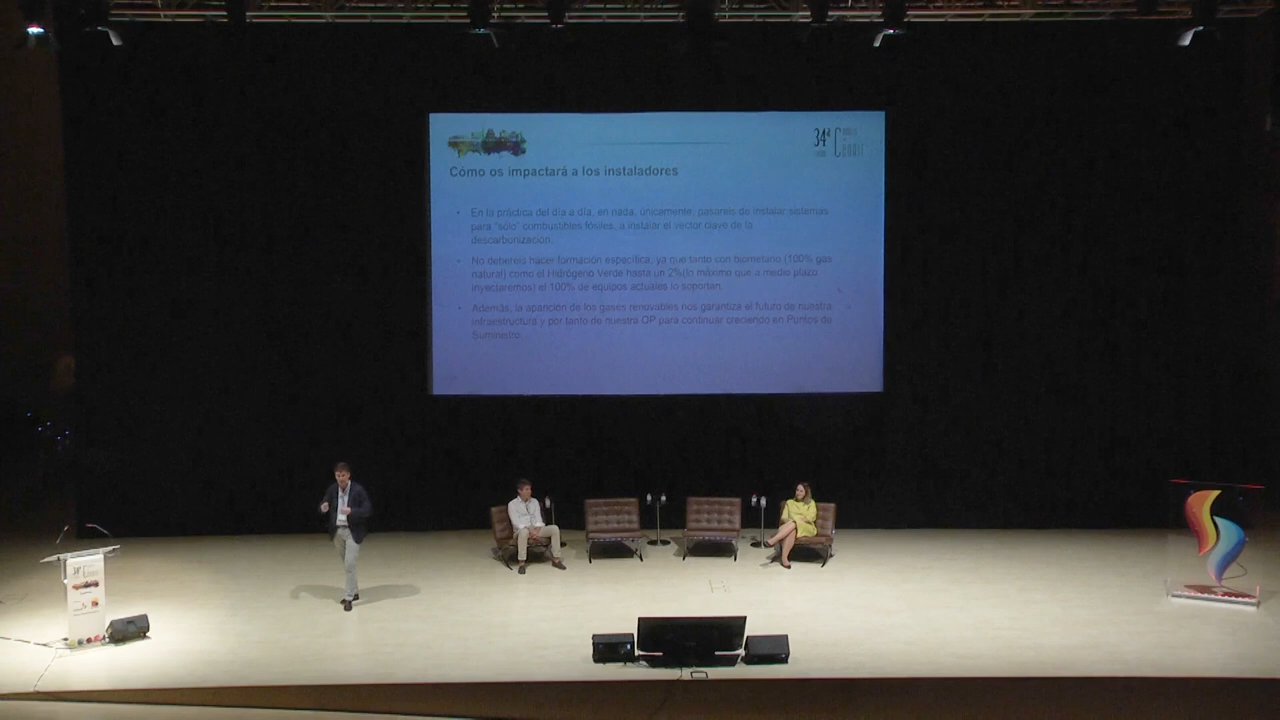 34ª
Cómo os impactará a los instaladores
• En la práctica del día a día, en nada, únicamente, pasareis de instalar sistemas
para "solo" combustibles fósiles, a instalar el vector clave de la
descarbonización.
• No debereis hacer formación específica, ya que tanto con biometano (100% gas
natural) como el Hidrógeno Verde hasta un 2%(lo máximo que a medio plazo
inyectaremos) el 100% de equipos actuales lo soportan.
• Además, la aparición de los gases renovables nos garantiza el futuro de nuestra
infraestructura y por tanto de nuestra OP para continuar creciendo en Puntos de
Suministro.
34ª